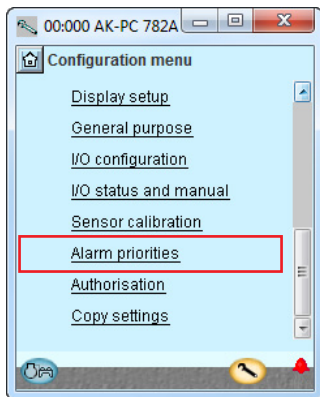 00:000 AK-PC 782A
Configuration menu
Display setup
General purpose
I/O configuration
I/O status and manual
Sensor calibration
Alarm priorities
Authorisation
Copy settings